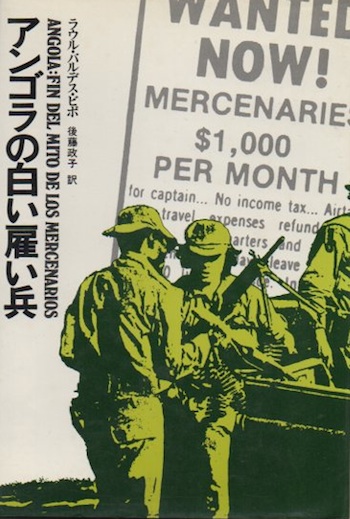 ラウル・バルデス・ビボ
後藤政子 訳
ANGOLA:FIN DEL MITO DE LOS MERCENARIOS
アンゴラの白い雇い兵
WANTED
NOW!
MERCENARIES
$1,000
PER MONTH
for captain... No income tax... Airt
travel expenses refund
arters and
leave